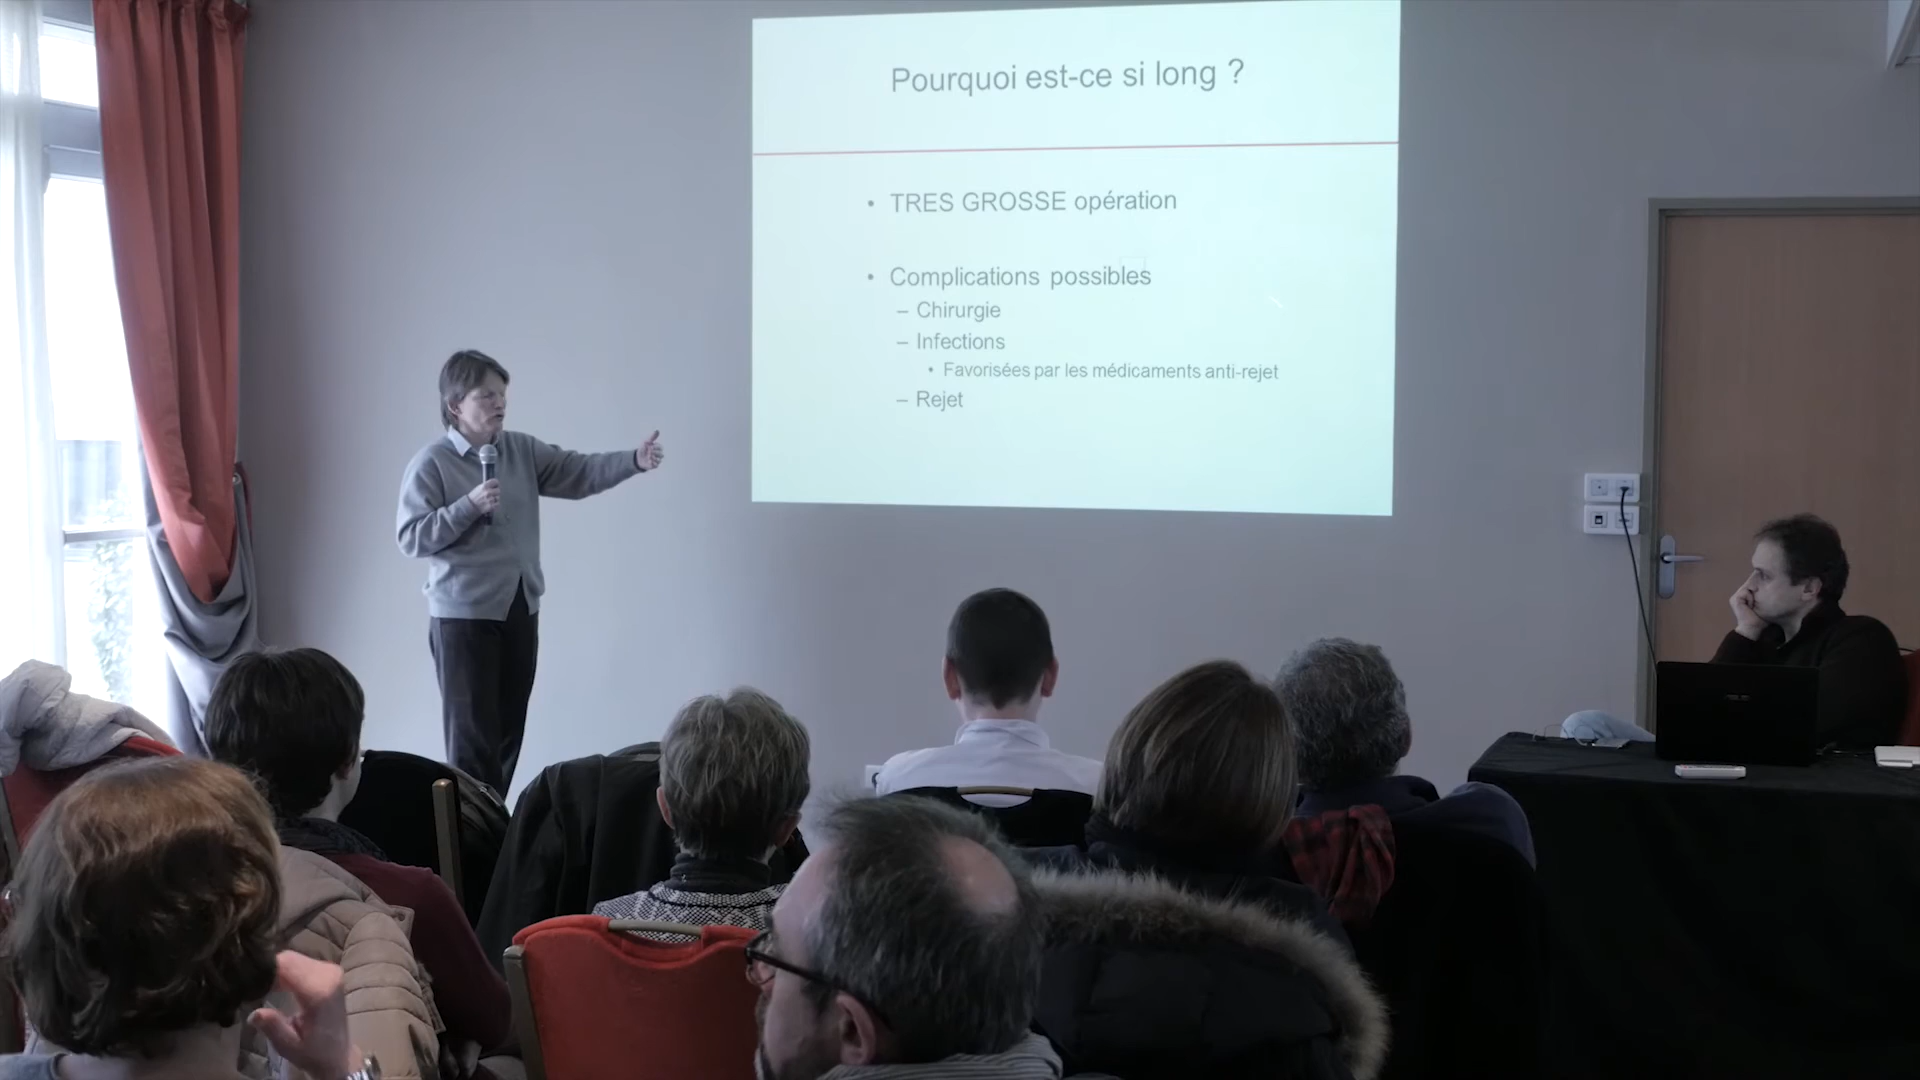 Pourquoi est-ce si long ?
• TRES GROSSE opération
• Complications possibles
– Chirurgie
– Infections
• Favorisées par les médicaments anti-rejet
– Rejet